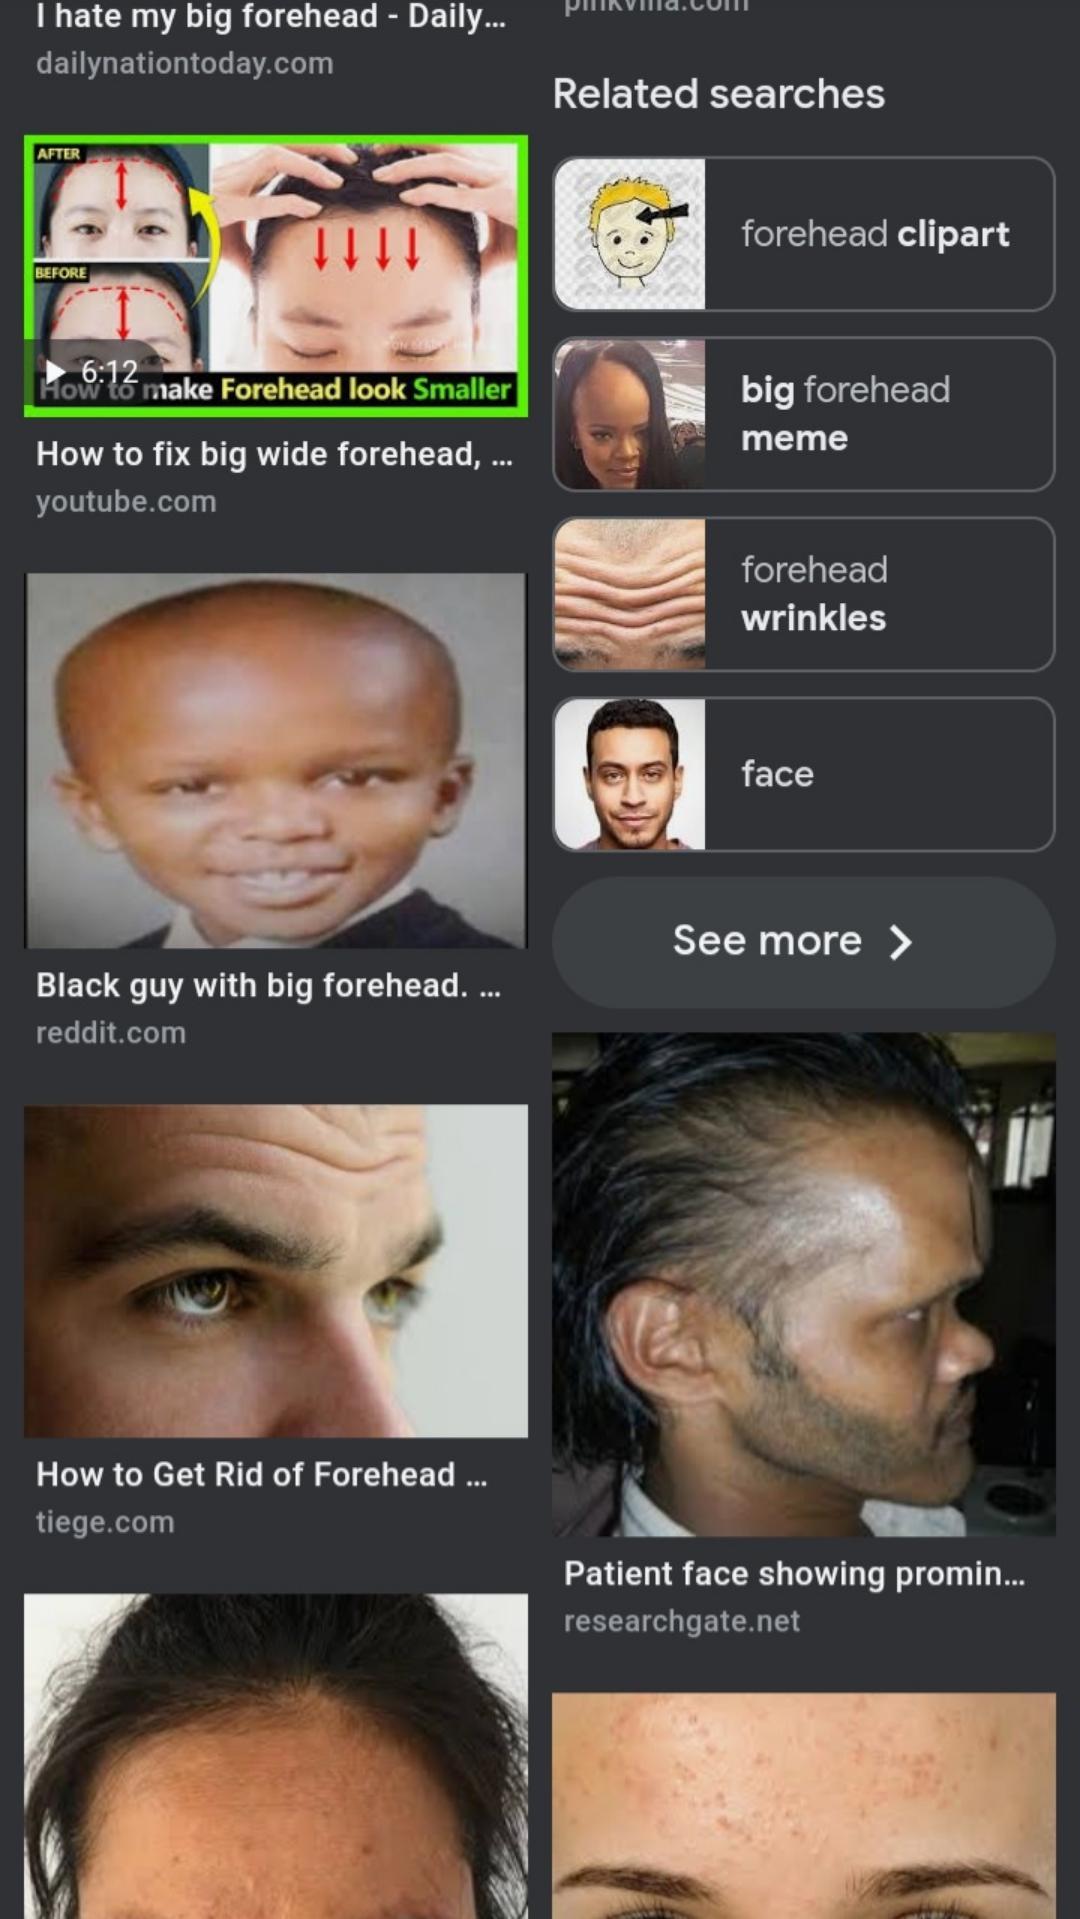 I hate my big forehead - Daily...
dailynationtoday.com
AFTER
BEFORE
6:12
How to make Forehead look Smaller
How to fix big wide forehead, ...
youtube.com
Black guy with big forehead. ...
reddit.com
How to Get Rid of Forehead ...
tiege.com
pinkvilla.com
Related searches
forehead clipart
big forehead
meme
forehead
wrinkles
face
See more
Patient face showing promin...
researchgate.net